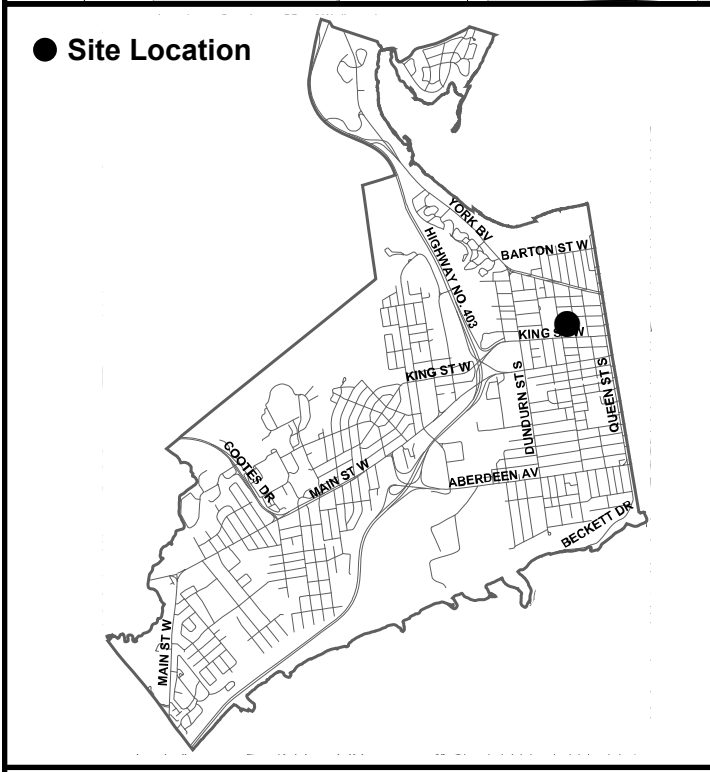 Site Location
YORK BV
BARTON ST W
HIGHWAY NO. 403
KING ST W
KING ST W
DUNDURN ST S
QUEEN ST S
COOTES DR
MAIN ST W
ABERDEEN AV
BECKETT DR
MAIN ST W